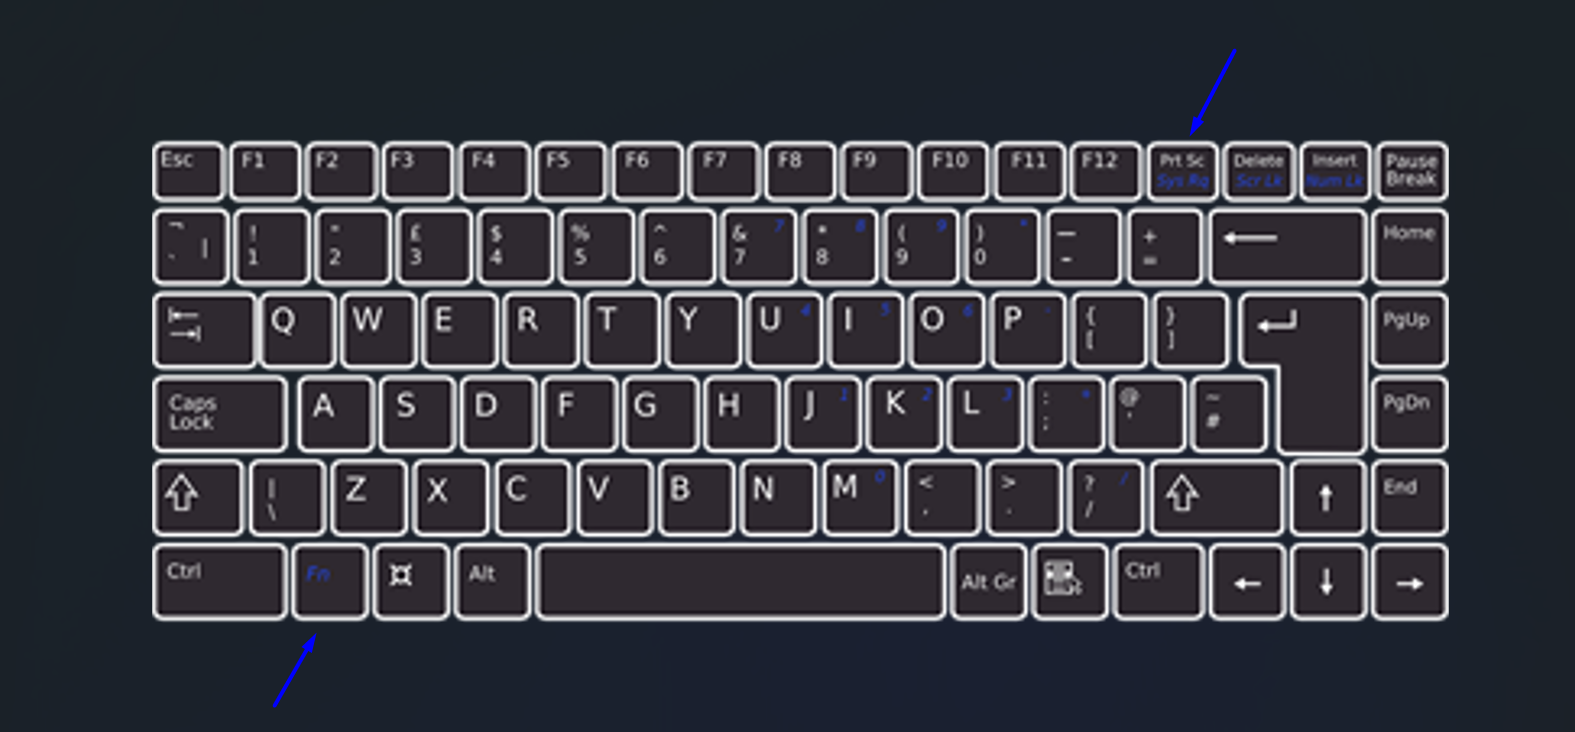 Esc F1 F2 F3 F4 F5 F6 F7 F8 F9 F10 F11 F12 Prt Sc Delete Insert Pause
Sys Rq Scr Lk Num Lk Break
¬ ! " £ $ % ^ & 7 * 8 ( 9 ) * — + Home
` | 1 2 3 4 5 6 7 8 9 0 - =
Q W E R T Y U 4 I 5 O 6 P - { } PgUp
[ ]
Caps A S D F G H J 1 K 2 L 3 : + @ ~ PgDn
Lock ; ' #
| Z X C V B N M 0 < > ? / End
\ , . /
Ctrl Fn Alt Alt Gr Ctrl